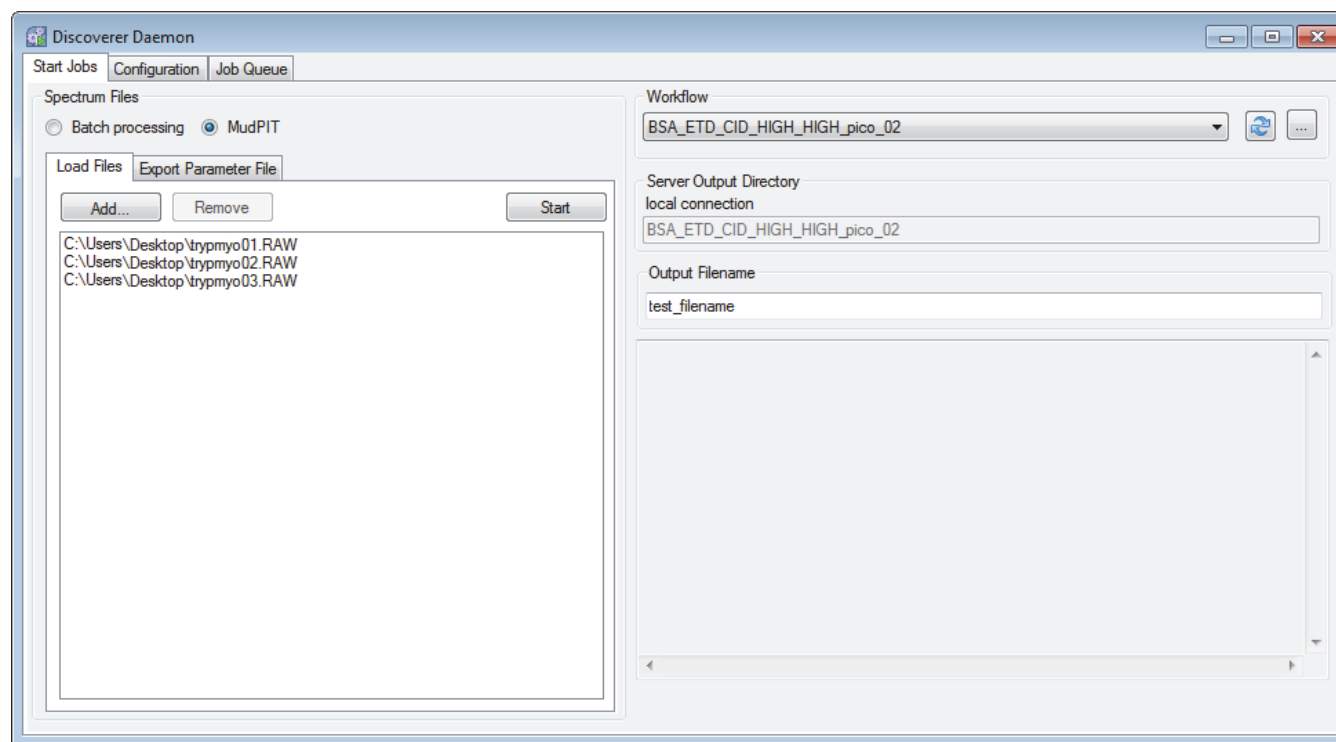 Discoverer Daemon
Start Jobs Configuration Job Queue
Spectrum Files
Batch processing MudPIT
Load Files Export Parameter File
Add... Remove Start
C:\Users\Desktop\trypmyo01.RAW
C:\Users\Desktop\trypmyo02.RAW
C:\Users\Desktop\trypmyo03.RAW
Workflow
BSA_ETD_CID_HIGH_HIGH_pico_02
...
Server Output Directory
local connection
BSA_ETD_CID_HIGH_HIGH_pico_02
Output Filename
test_filename